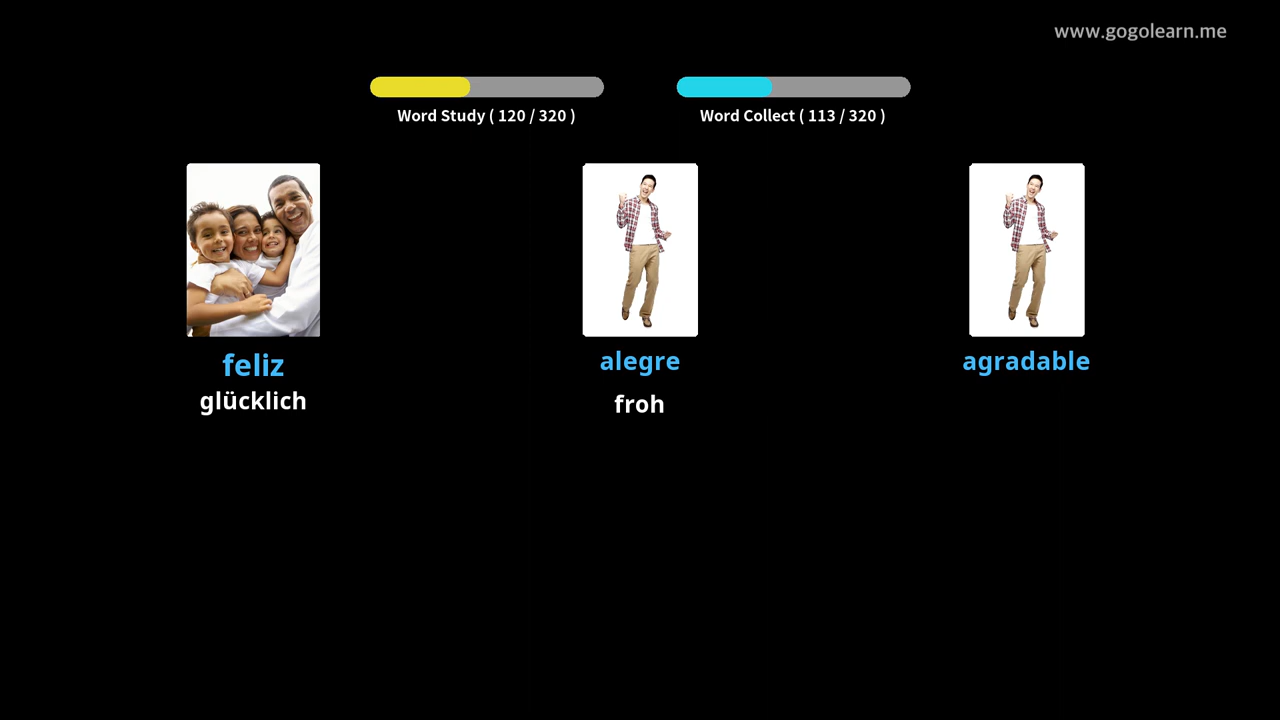 www.gogolearn.me
Word Study ( 120 / 320 )
Word Collect ( 113 / 320 )
feliz
glücklich
alegre
froh
agradable